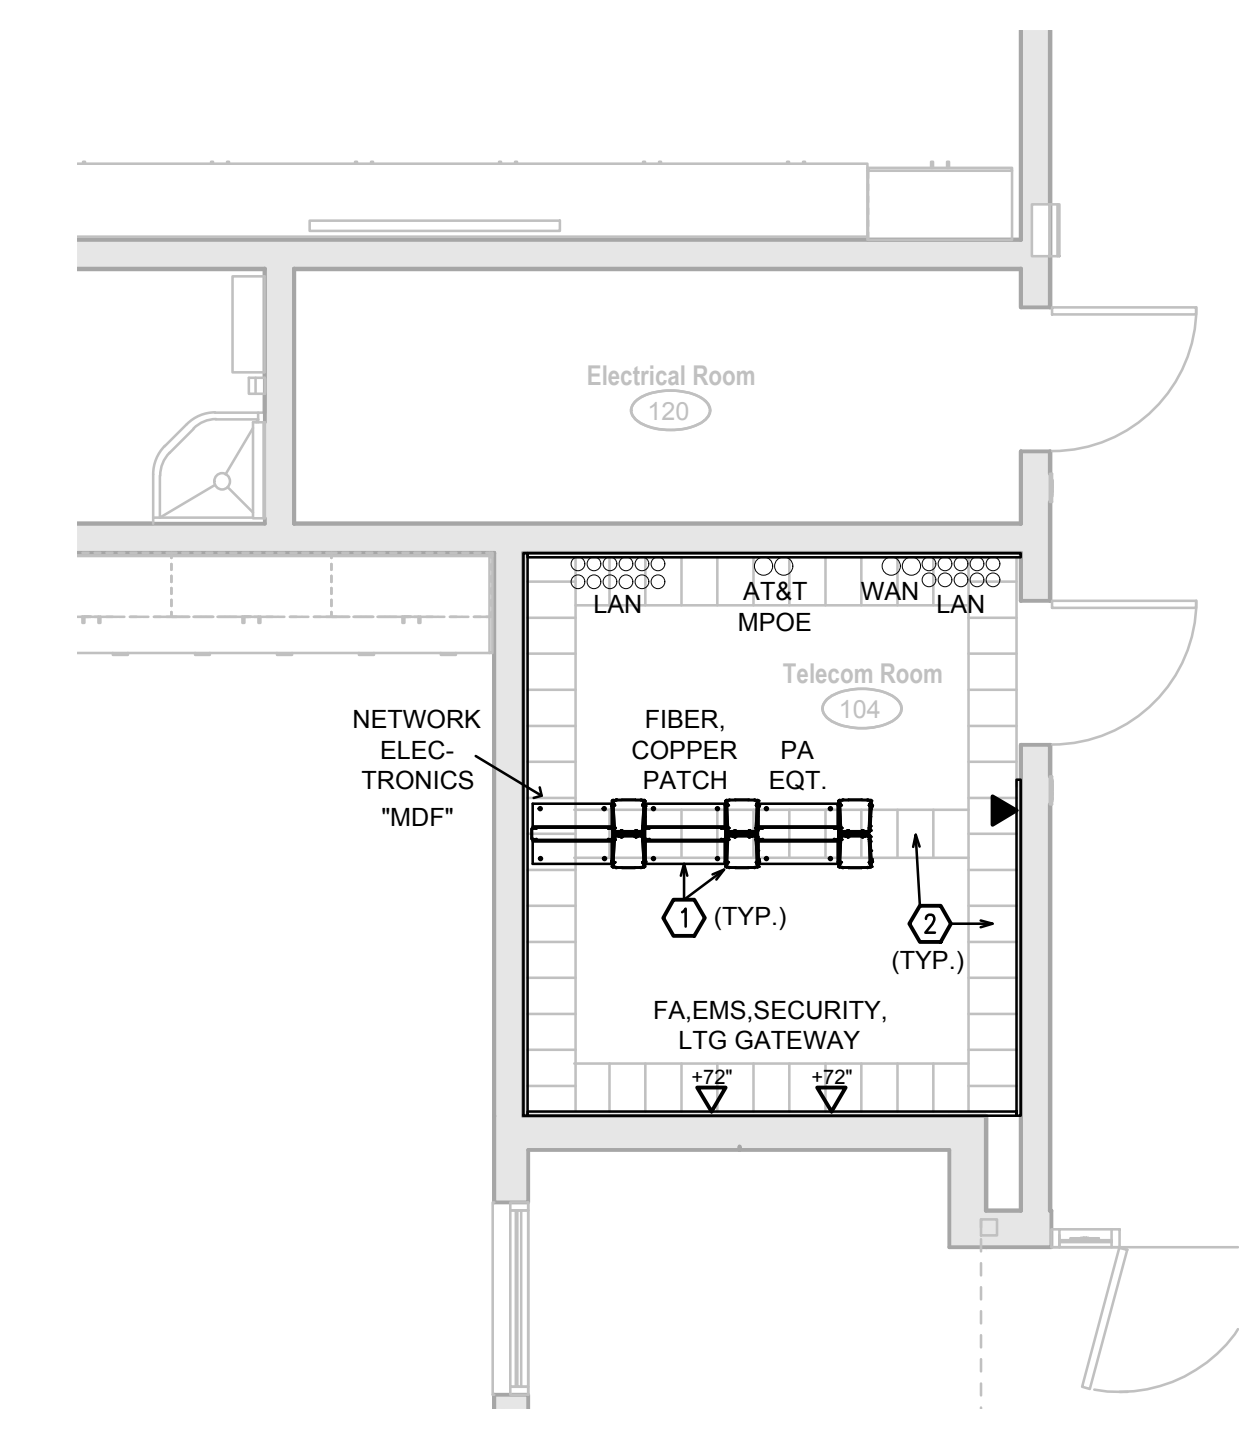 Electrical Room
120
LAN
AT&T
MPOE
WAN
LAN
Telecom Room
104
NETWORK
ELEC-
TRONICS
"MDF"
FIBER,
COPPER
PATCH
PA
EQT.
1 (TYP.)
2
(TYP.)
FA,EMS,SECURITY,
LTG GATEWAY
+72" +72"